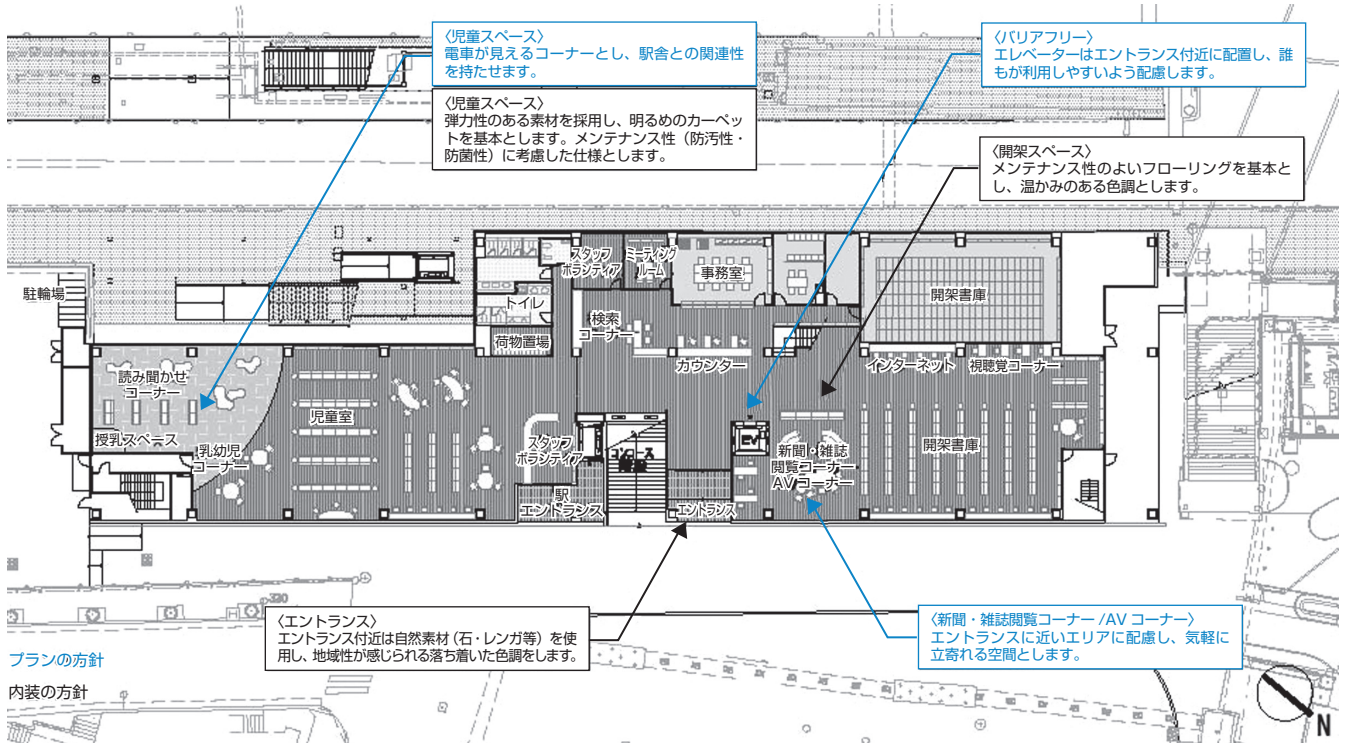 〈児童スペース〉
電車が見えるコーナーとし、駅舎との関連性
を持たせます。
〈バリアフリー〉
エレベーターはエントランス付近に配置し、誰
もが利用しやすいよう配慮します。
〈児童スペース〉
弾力性のある素材を採用し、明るめのカーペッ
トを基本とします。メンテナンス性（防汚性・
防菌性）に考慮した仕様とします。
〈開架スペース〉
メンテナンス性のよいフローリングを基本と
し、温かみのある色調とします。
駐輪場
スタッフ
ボランティア
ミーティング
ルーム
事務室
開架書庫
トイレ
検索
コーナー
荷物置場
カウンター
インターネット
視聴覚コーナー
読み聞かせ
コーナー
児童室
授乳スペース
乳幼児
コーナー
スタッフ
ボランティア
EV
新聞・雑誌
閲覧コーナー
AVコーナー
開架書庫
駅
エントランス
エントランス
〈エントランス〉
エントランス付近は自然素材（石・レンガ等）を使
用し、地域性が感じられる落ち着いた色調をします。
〈新聞・雑誌閲覧コーナー/AVコーナー〉
エントランスに近いエリアに配慮し、気軽に
立寄れる空間とします。
プランの方針
内装の方針
N